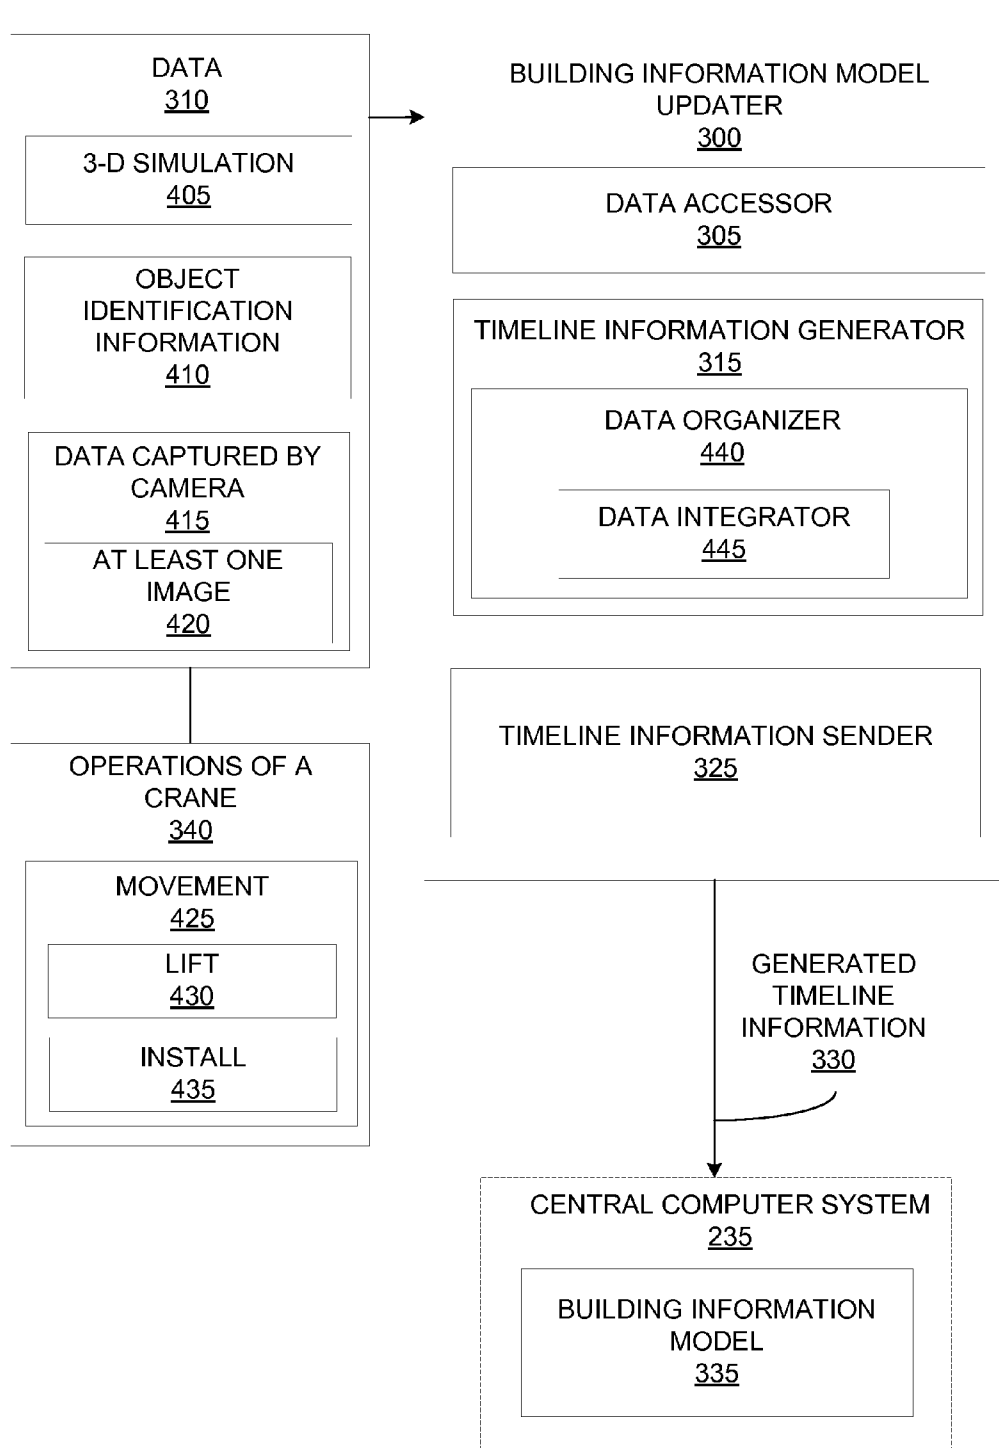 DATA
310
3-D SIMULATION
405
OBJECT
IDENTIFICATION
INFORMATION
410
DATA CAPTURED BY
CAMERA
415
AT LEAST ONE
IMAGE
420
OPERATIONS OF A
CRANE
340
MOVEMENT
425
LIFT
430
INSTALL
435
BUILDING INFORMATION MODEL
UPDATER
300
DATA ACCESSOR
305
TIMELINE INFORMATION GENERATOR
315
DATA ORGANIZER
440
DATA INTEGRATOR
445
TIMELINE INFORMATION SENDER
325
GENERATED
TIMELINE
INFORMATION
330
CENTRAL COMPUTER SYSTEM
235
BUILDING INFORMATION
MODEL
335